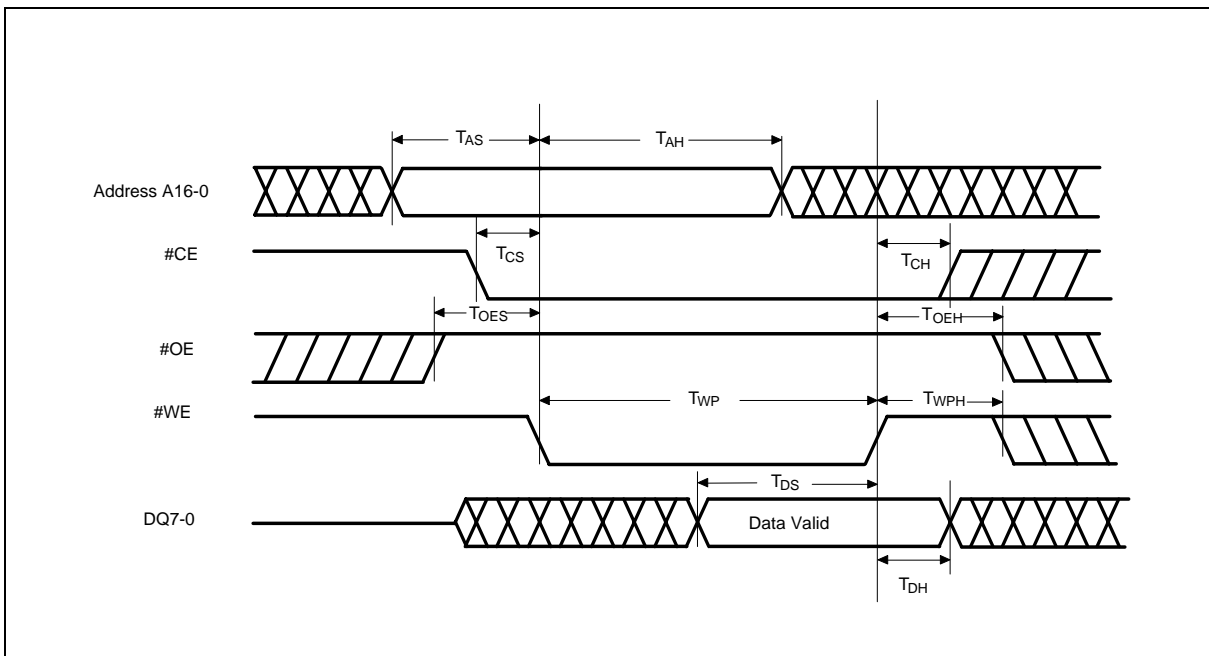 TAS
TAH
Address A16-0
TCS
TCH
#CE
TOES
TOEH
#OE
TWP
TWPH
#WE
TDS
DQ7-0
Data Valid
TDH